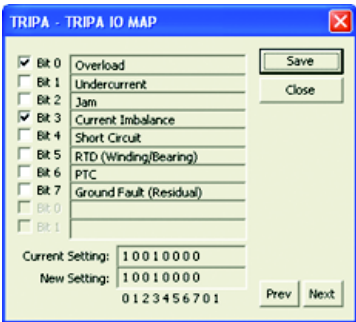 TRIPA - TRIPA IO MAP
Bit 0 Overload
Bit 1 Undercurrent
Bit 2 Jam
Bit 3 Current Imbalance
Bit 4 Short Circuit
Bit 5 RTD (Winding/Bearing)
Bit 6 PTC
Bit 7 Ground Fault (Residual)
Bit 0
Bit 1
Save
Close
Current Setting: 10010000
New Setting: 10010000
0123456701
Prev Next